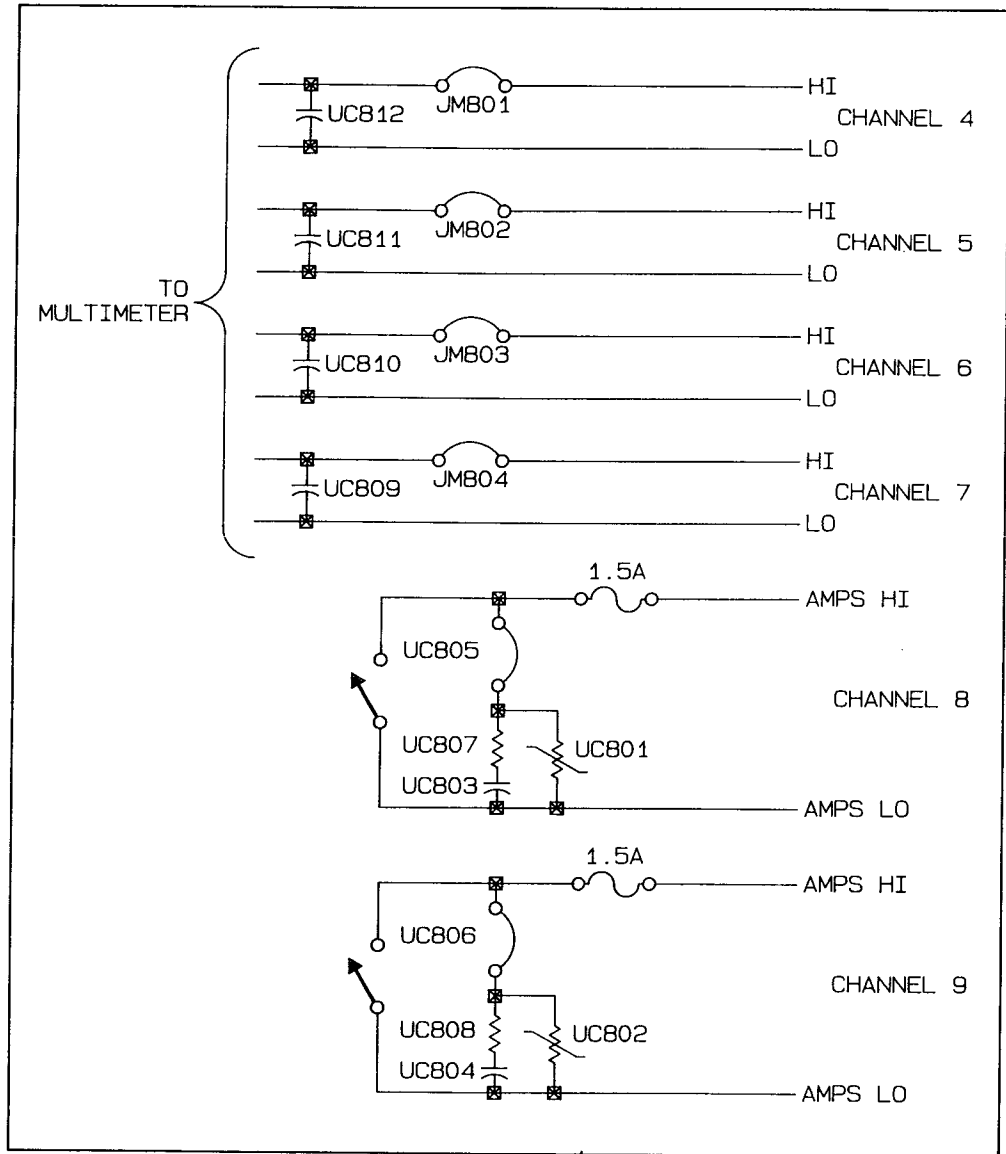 HI
UC812 JM801 CHANNEL 4
LO
HI
UC811 JM802 CHANNEL 5
LO
TO
MULTIMETER
HI
UC810 JM803 CHANNEL 6
LO
HI
UC809 JM804 CHANNEL 7
LO
1.5A
AMPS HI
UC805
CHANNEL 8
UC807 UC801
UC803
AMPS LO
1.5A
AMPS HI
UC806
CHANNEL 9
UC808 UC802
UC804
AMPS LO